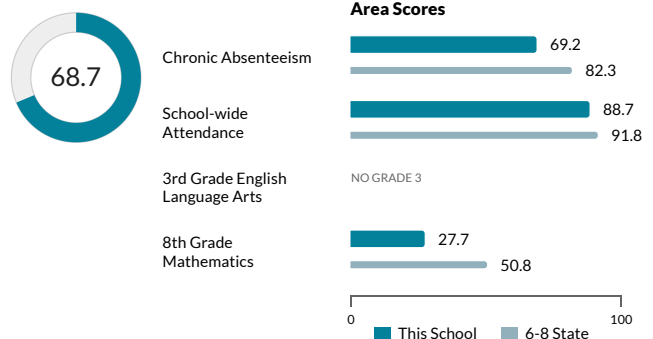 Area Scores
68.7
Chronic Absenteeism
69.2
82.3
School-wide
Attendance
88.7
91.8
3rd Grade English
Language Arts
NO GRADE 3
8th Grade
Mathematics
27.7
50.8
0
100
This School
6-8 State